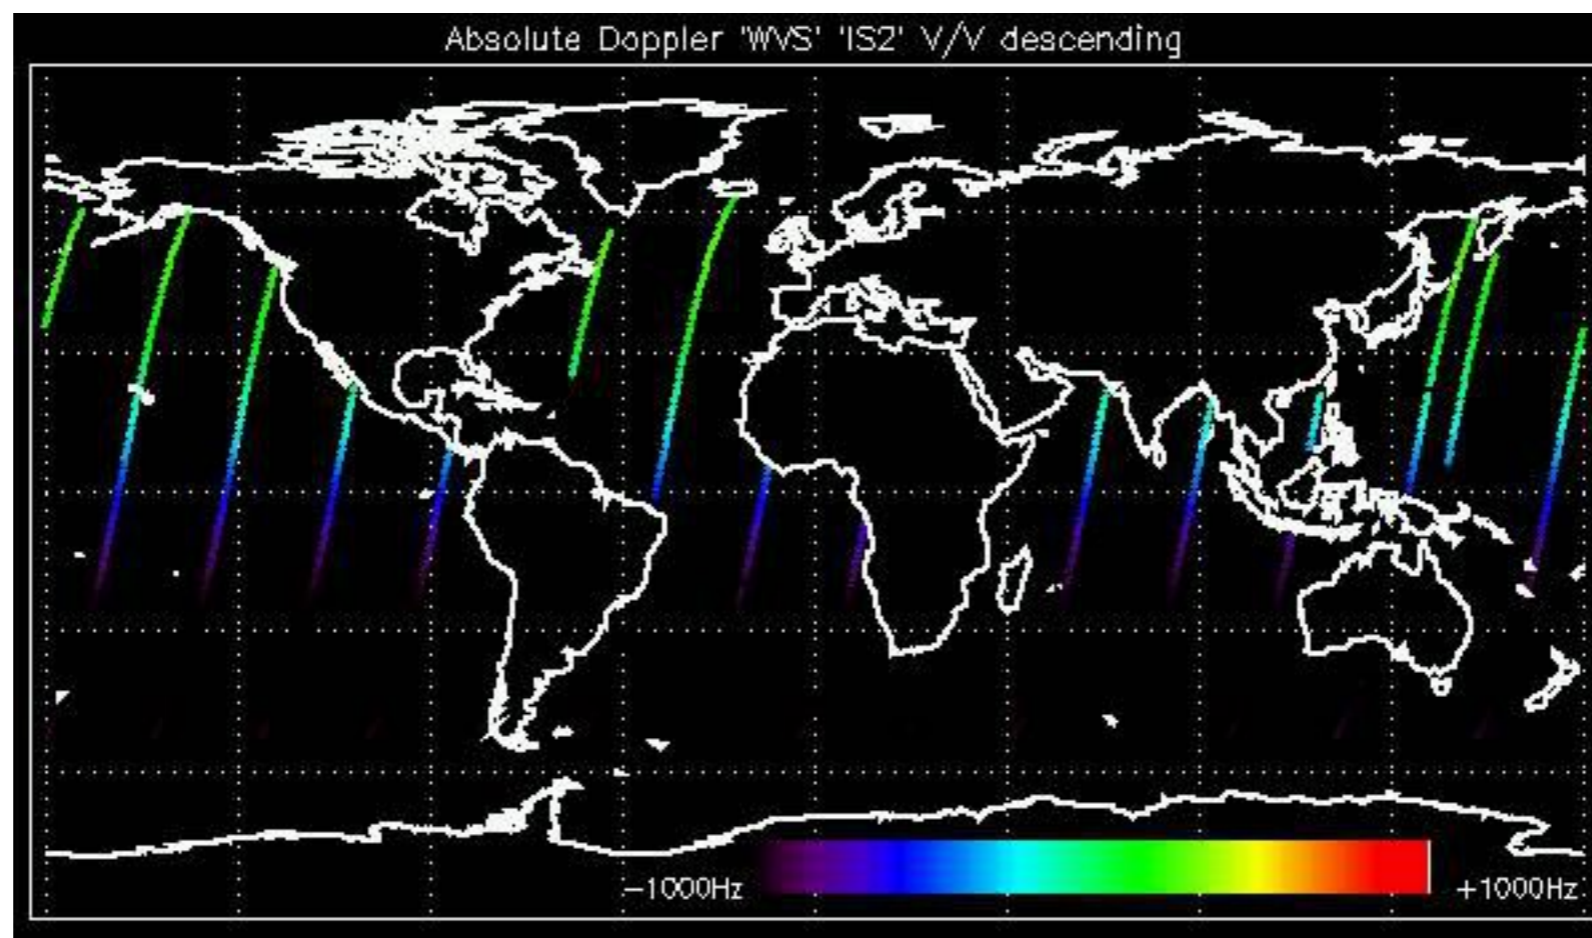 Absolute Doppler 'WVS' 'IS2' V/V descending
−1000Hz
+1000Hz